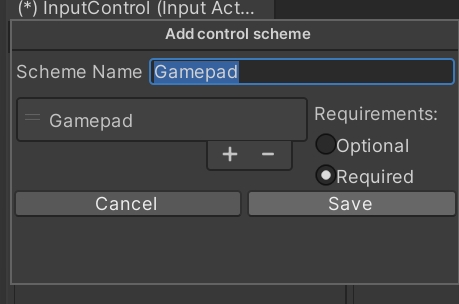 (*) InputControl (Input Act...
Add control scheme
Scheme Name Gamepad
Gamepad
Requirements:
Optional
+ −
Required
Cancel Save